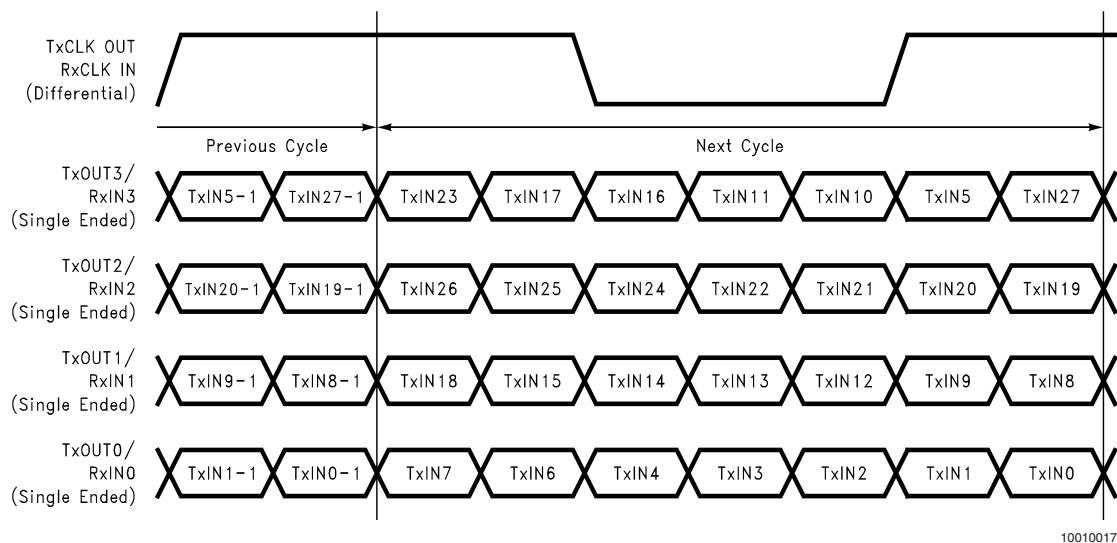 TxCLK OUT
RxCLK IN
(Differential)
Previous Cycle
Next Cycle
TxOUT3/
RxIN3
(Single Ended)
TxIN5-1 TxIN27-1 TxIN23 TxIN17 TxIN16 TxIN11 TxIN10 TxIN5 TxIN27
TxOUT2/
RxIN2
(Single Ended)
TxIN20-1 TxIN19-1 TxIN26 TxIN25 TxIN24 TxIN22 TxIN21 TxIN20 TxIN19
TxOUT1/
RxIN1
(Single Ended)
TxIN9-1 TxIN8-1 TxIN18 TxIN15 TxIN14 TxIN13 TxIN12 TxIN9 TxIN8
TxOUT0/
RxIN0
(Single Ended)
TxIN1-1 TxIN0-1 TxIN7 TxIN6 TxIN4 TxIN3 TxIN2 TxIN1 TxIN0
10010017